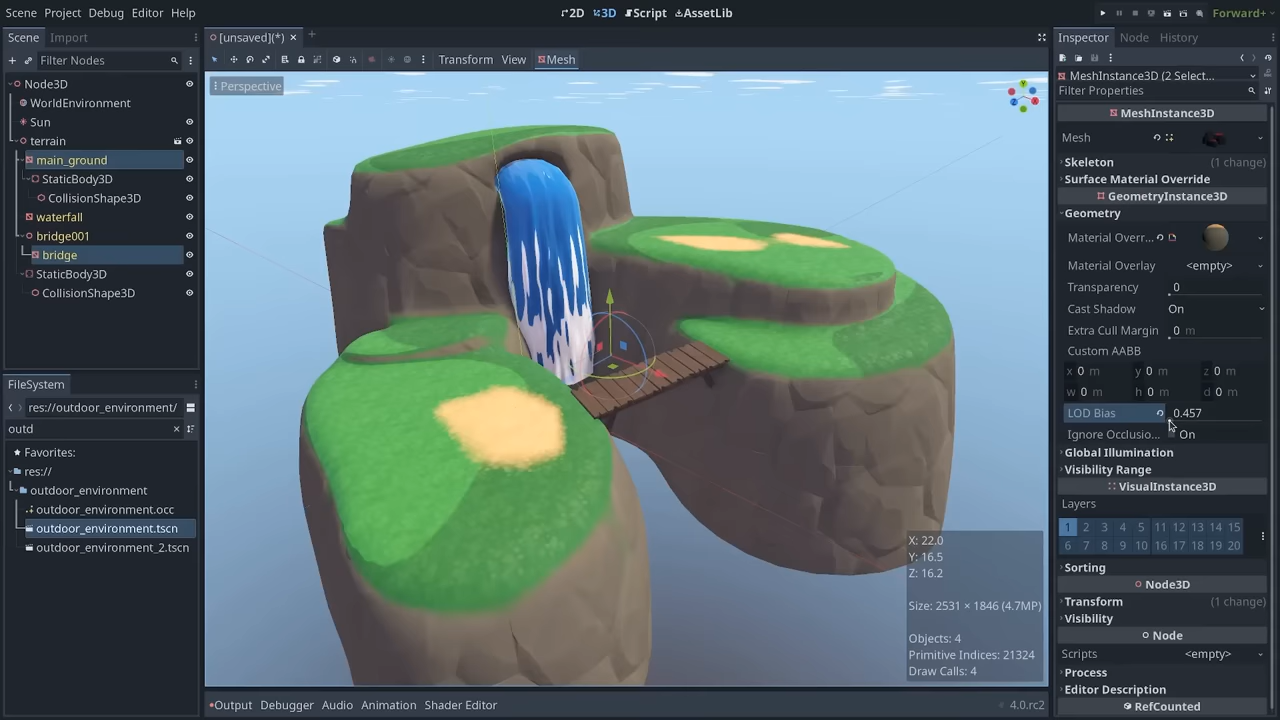 Scene Project Debug Editor Help
2D 3D Script AssetLib
Forward+
Scene Import
Filter Nodes
Node3D
WorldEnvironment
Sun
terrain
main_ground
StaticBody3D
CollisionShape3D
waterfall
bridge001
bridge
StaticBody3D
CollisionShape3D
FileSystem
res://outdoor_environment/
outd
Favorites:
res://
outdoor_environment
outdoor_environment.occ
outdoor_environment.tscn
outdoor_environment_2.tscn
[unsaved](*)
Transform View Mesh
Perspective
X: 22.0
Y: 16.5
Z: 16.2
Size: 2531 × 1846 (4.7MP)
Objects: 4
Primitive Indices: 21324
Draw Calls: 4
Output Debugger Audio Animation Shader Editor
4.0.rc2
Inspector Node History
MeshInstance3D (2 Select...
Filter Properties
MeshInstance3D
Mesh
Skeleton (1 change)
Surface Material Override
GeometryInstance3D
Geometry
Material Overr...
Material Overlay <empty>
Transparency 0
Cast Shadow On
Extra Cull Margin 0 m
Custom AABB
x 0 m y 0 m z 0 m
w 0 m h 0 m d 0 m
LOD Bias 0.457
Ignore Occlusio... On
Global Illumination
Visibility Range
VisualInstance3D
Layers
1 2 3 4 5 11 12 13 14 15
6 7 8 9 10 16 17 18 19 20
Sorting
Node3D
Transform (1 change)
Visibility
Node
Scripts <empty>
Process
Editor Description
RefCounted